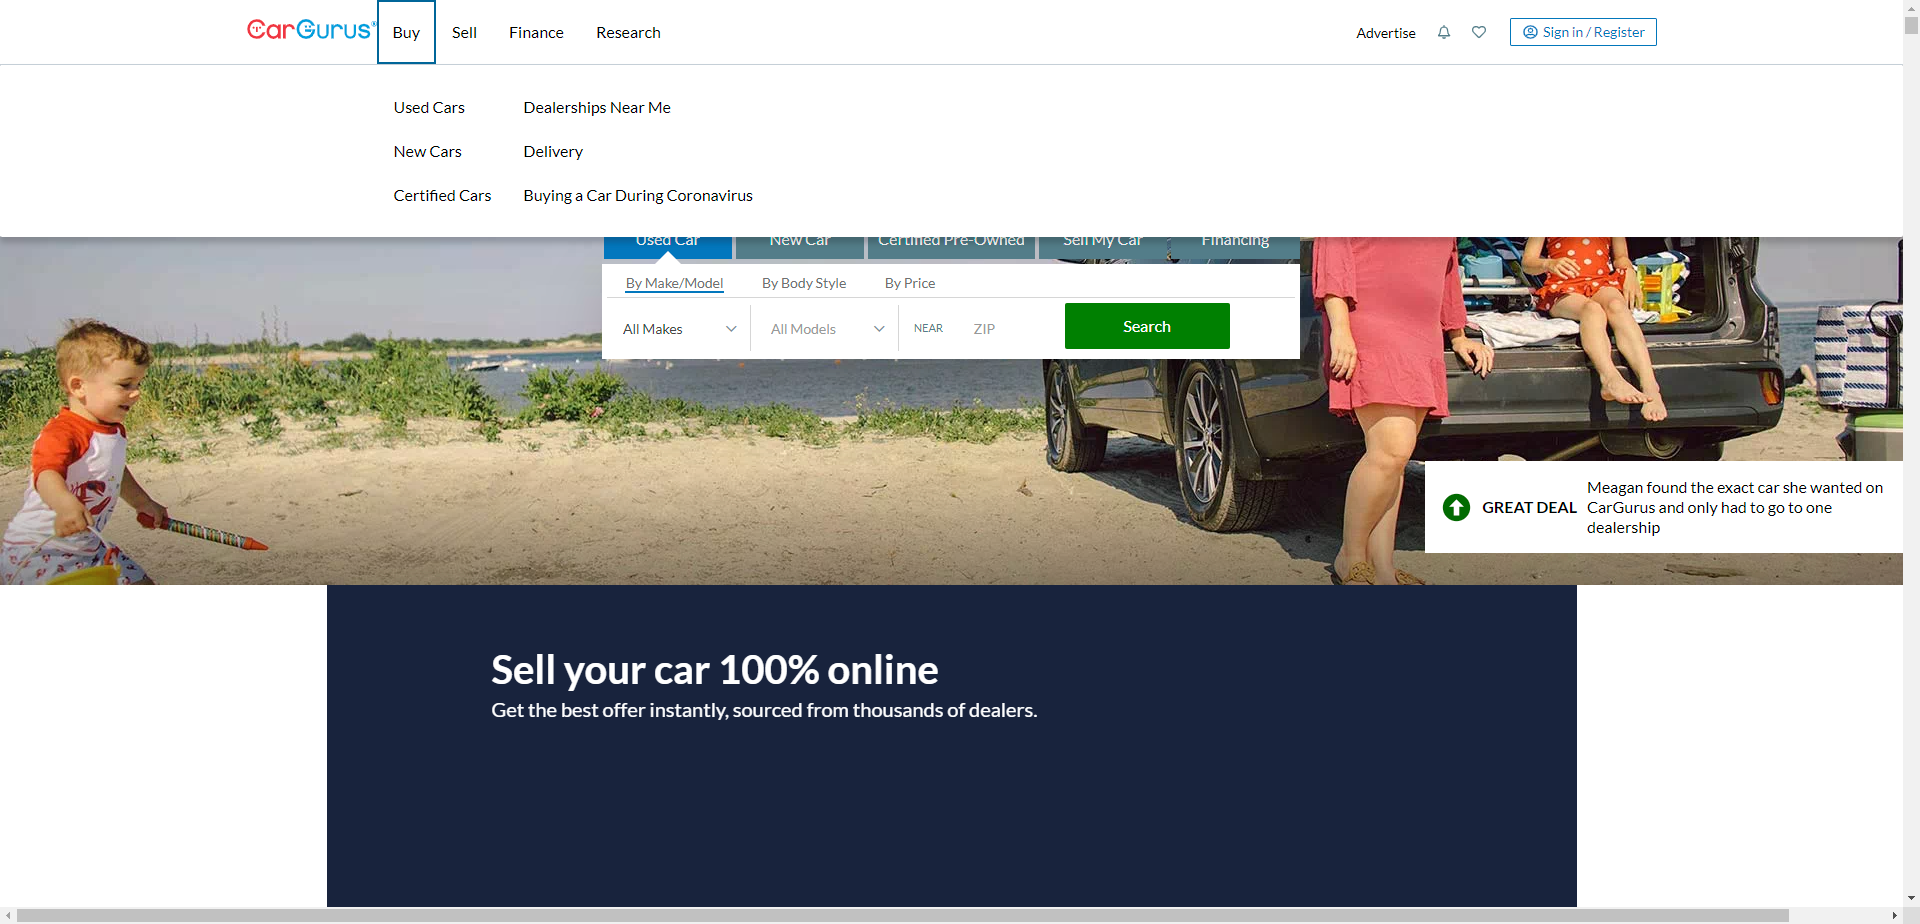 CarGurus®
Buy
Sell
Finance
Research
Advertise
Sign in / Register
Used Cars
Dealerships Near Me
New Cars
Delivery
Certified Cars
Buying a Car During Coronavirus
Used Car
New Car
Certified Pre-Owned
Sell My Car
Financing
By Make/Model
By Body Style
By Price
All Makes
All Models
NEAR
ZIP
Search
GREAT DEAL
Meagan found the exact car she wanted on
CarGurus and only had to go to one
dealership
Sell your car 100% online
Get the best offer instantly, sourced from thousands of dealers.